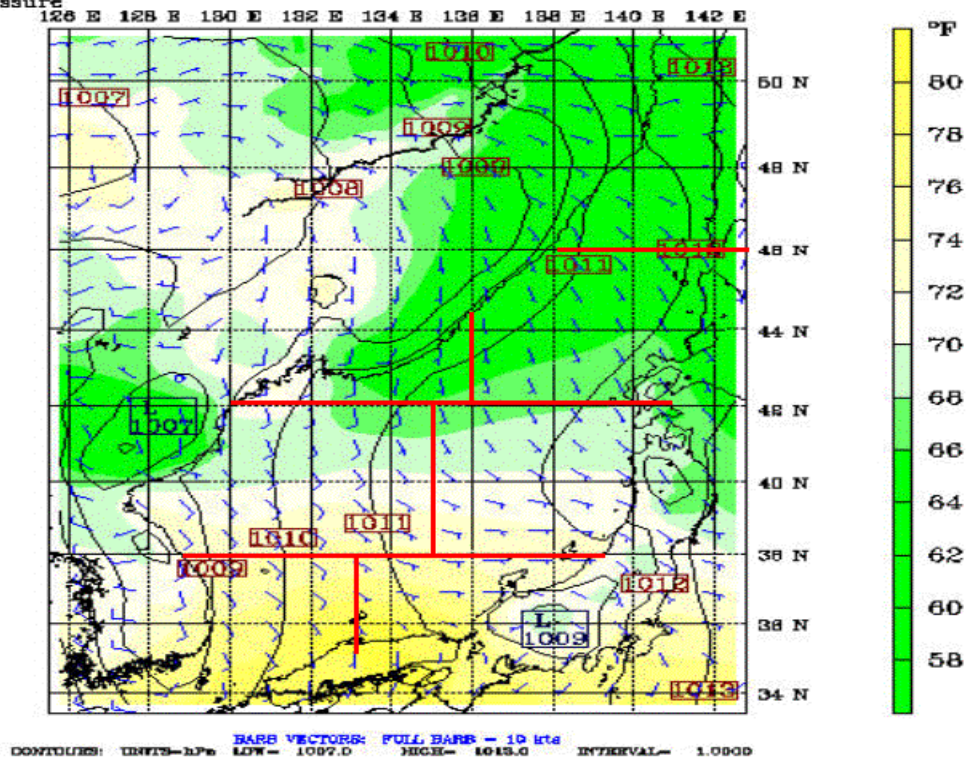 126 E 128 E 130 E 132 E 134 E 136 E 138 E 140 E 142 E
°F
1010
1013
50 N
80
1007
1009
78
1000
48 N
1008
76
1012
46 N
74
1011
72
44 N
70
L
1007
42 N
68
66
40 N
64
1011
1010
62
38 N
1009
1012
60
L
1009
36 N
58
1013
34 N
BARB VECTORS: FULL BARB = 10 kts
CONTOURS: UNITS=hPa LOW= 1007.0 HIGH= 1013.0 INTERVAL= 1.0000